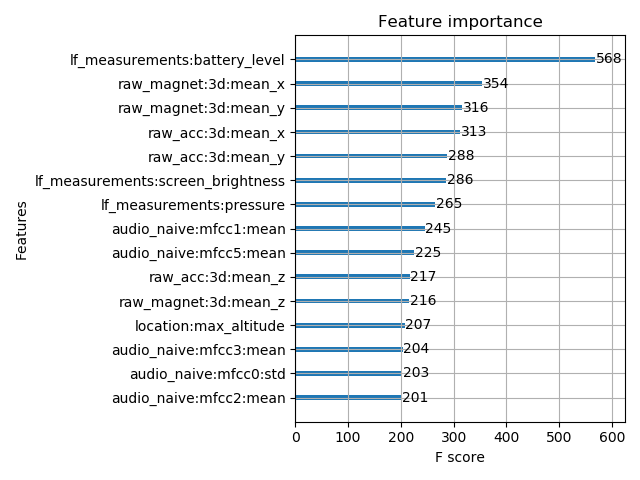 Feature importance
lf_measurements:battery_level 568
raw_magnet:3d:mean_x 354
raw_magnet:3d:mean_y 316
raw_acc:3d:mean_x 313
raw_acc:3d:mean_y 288
lf_measurements:screen_brightness 286
lf_measurements:pressure 265
audio_naive:mfcc1:mean 245
audio_naive:mfcc5:mean 225
raw_acc:3d:mean_z 217
raw_magnet:3d:mean_z 216
location:max_altitude 207
audio_naive:mfcc3:mean 204
audio_naive:mfcc0:std 203
audio_naive:mfcc2:mean 201
Features
0 100 200 300 400 500 600
F score